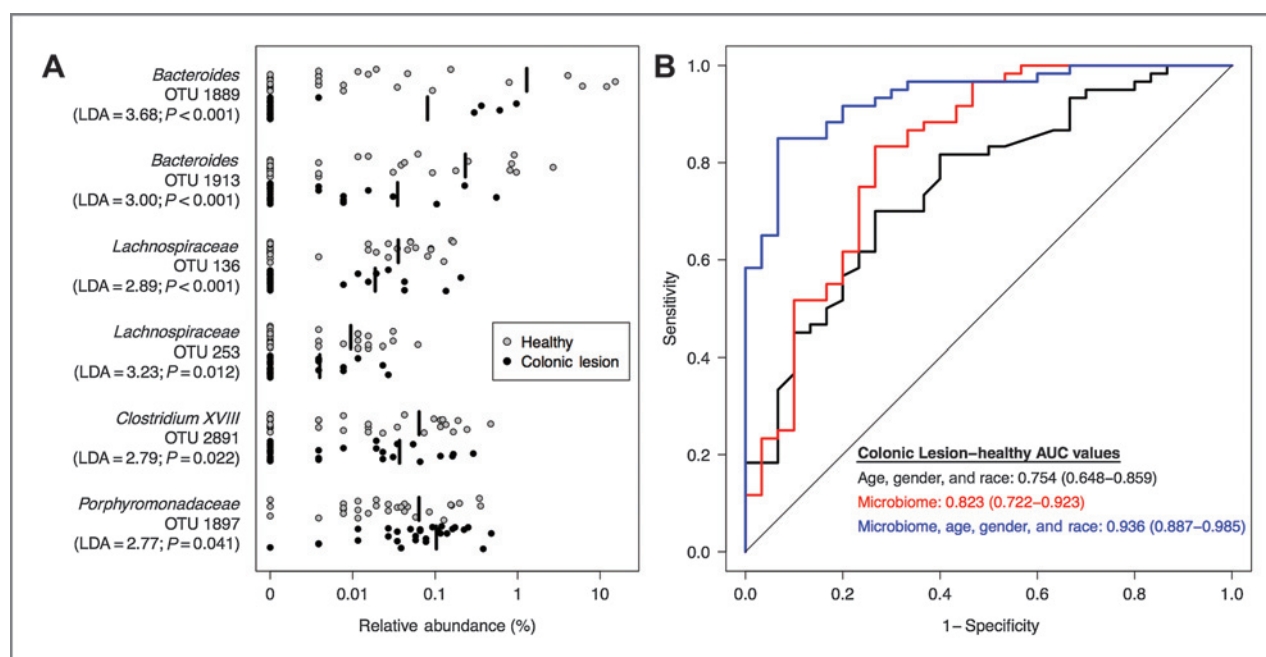 A
Bacteroides
OTU 1889
(LDA = 3.68; P < 0.001)
Bacteroides
OTU 1913
(LDA = 3.00; P < 0.001)
Lachnospiraceae
OTU 136
(LDA = 2.89; P < 0.001)
Lachnospiraceae
OTU 253
(LDA = 3.23; P = 0.012)
Clostridium XVIII
OTU 2891
(LDA = 2.79; P = 0.022)
Porphyromonadaceae
OTU 1897
(LDA = 2.77; P = 0.041)
Healthy
Colonic lesion
0 0.01 0.1 1 10
Relative abundance (%)
B
1.0
0.8
0.6
0.4
0.2
0.0
Sensitivity
Colonic Lesion–healthy AUC values
Age, gender, and race: 0.754 (0.648–0.859)
Microbiome: 0.823 (0.722–0.923)
Microbiome, age, gender, and race: 0.936 (0.887–0.985)
0.0 0.2 0.4 0.6 0.8 1.0
1– Specificity